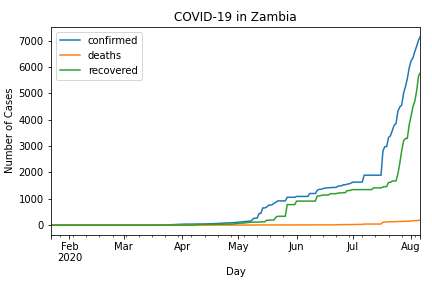 COVID-19 in Zambia
confirmed
deaths
recovered
Number of Cases
7000
6000
5000
4000
3000
2000
1000
0
Feb Mar Apr May Jun Jul Aug
2020
Day